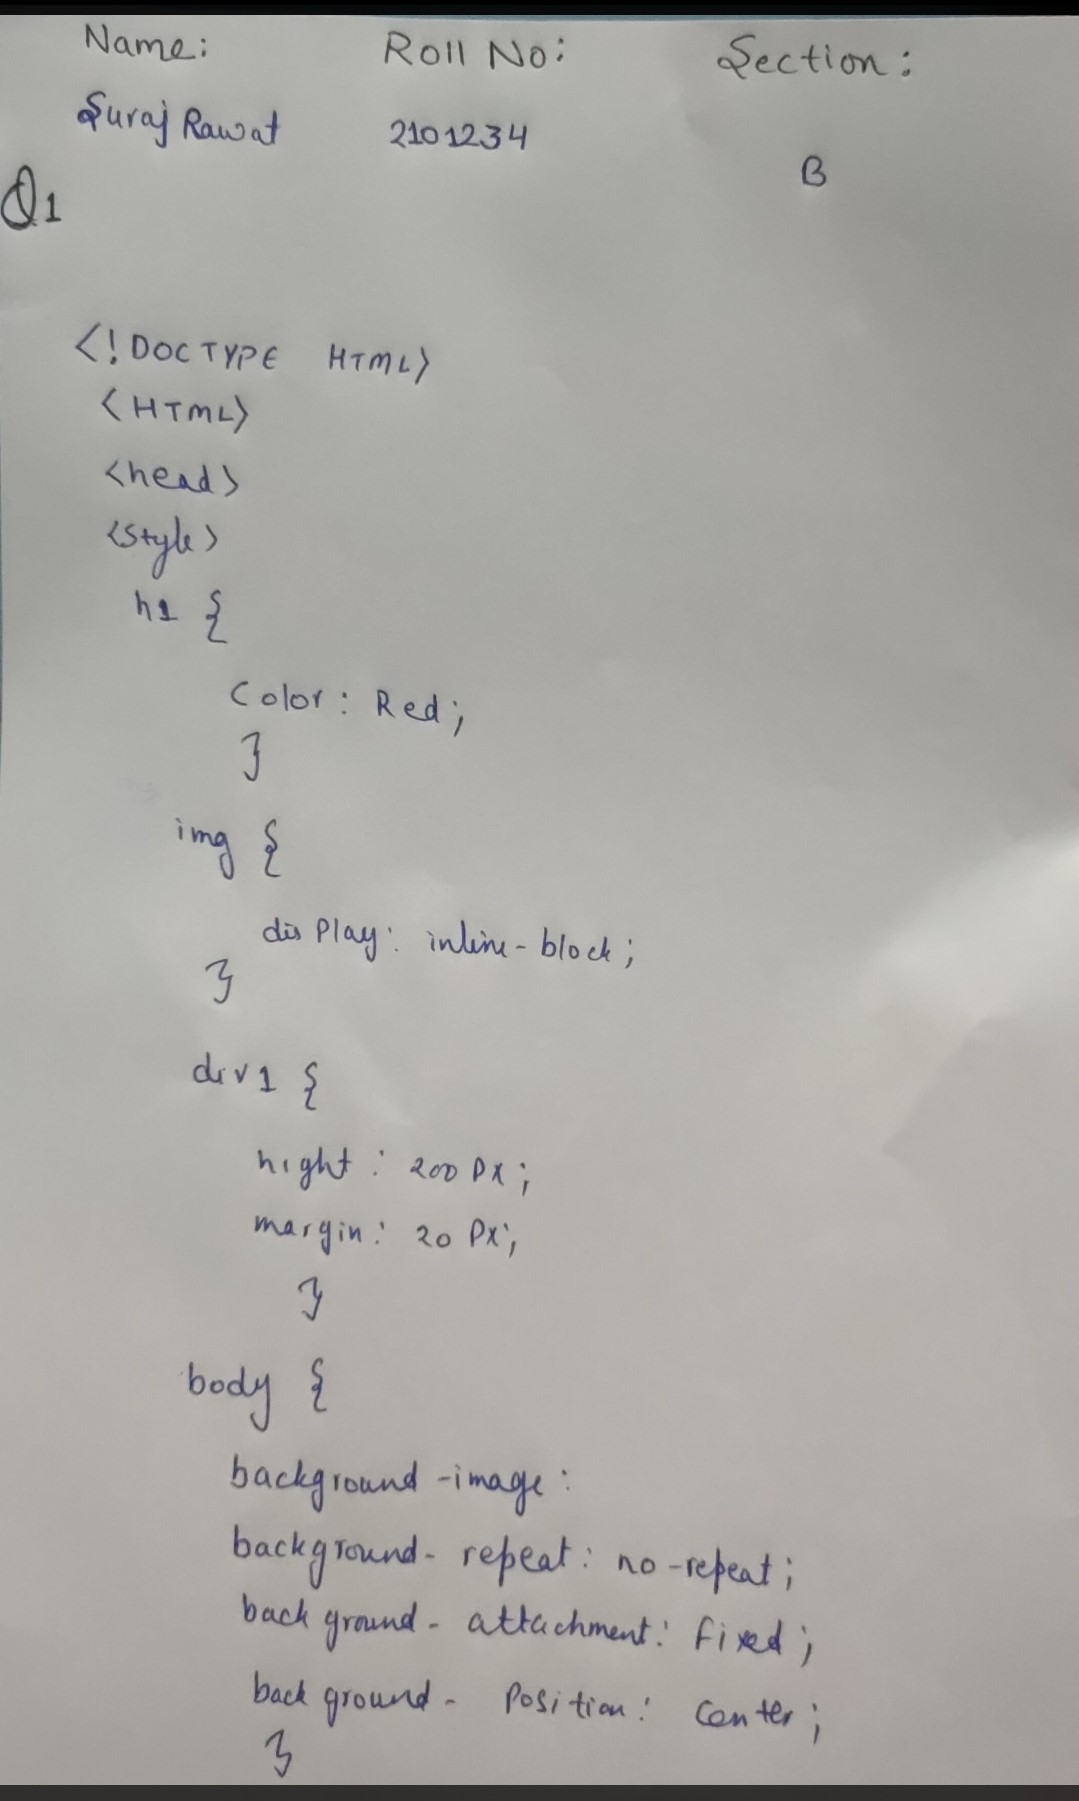 Name: Roll No: Section:
Suraj Rawat 2101234 B
Q1
<!DOCTYPE HTML>
<HTML>
<head>
<style>
h1 {
Color: Red;
}
img {
display: inline-block;
}
div1 {
hight: 200 px;
margin: 20 px;
}
body {
background-image:
background-repeat: no-repeat;
background-attachment: fixed;
background-position: center;
}